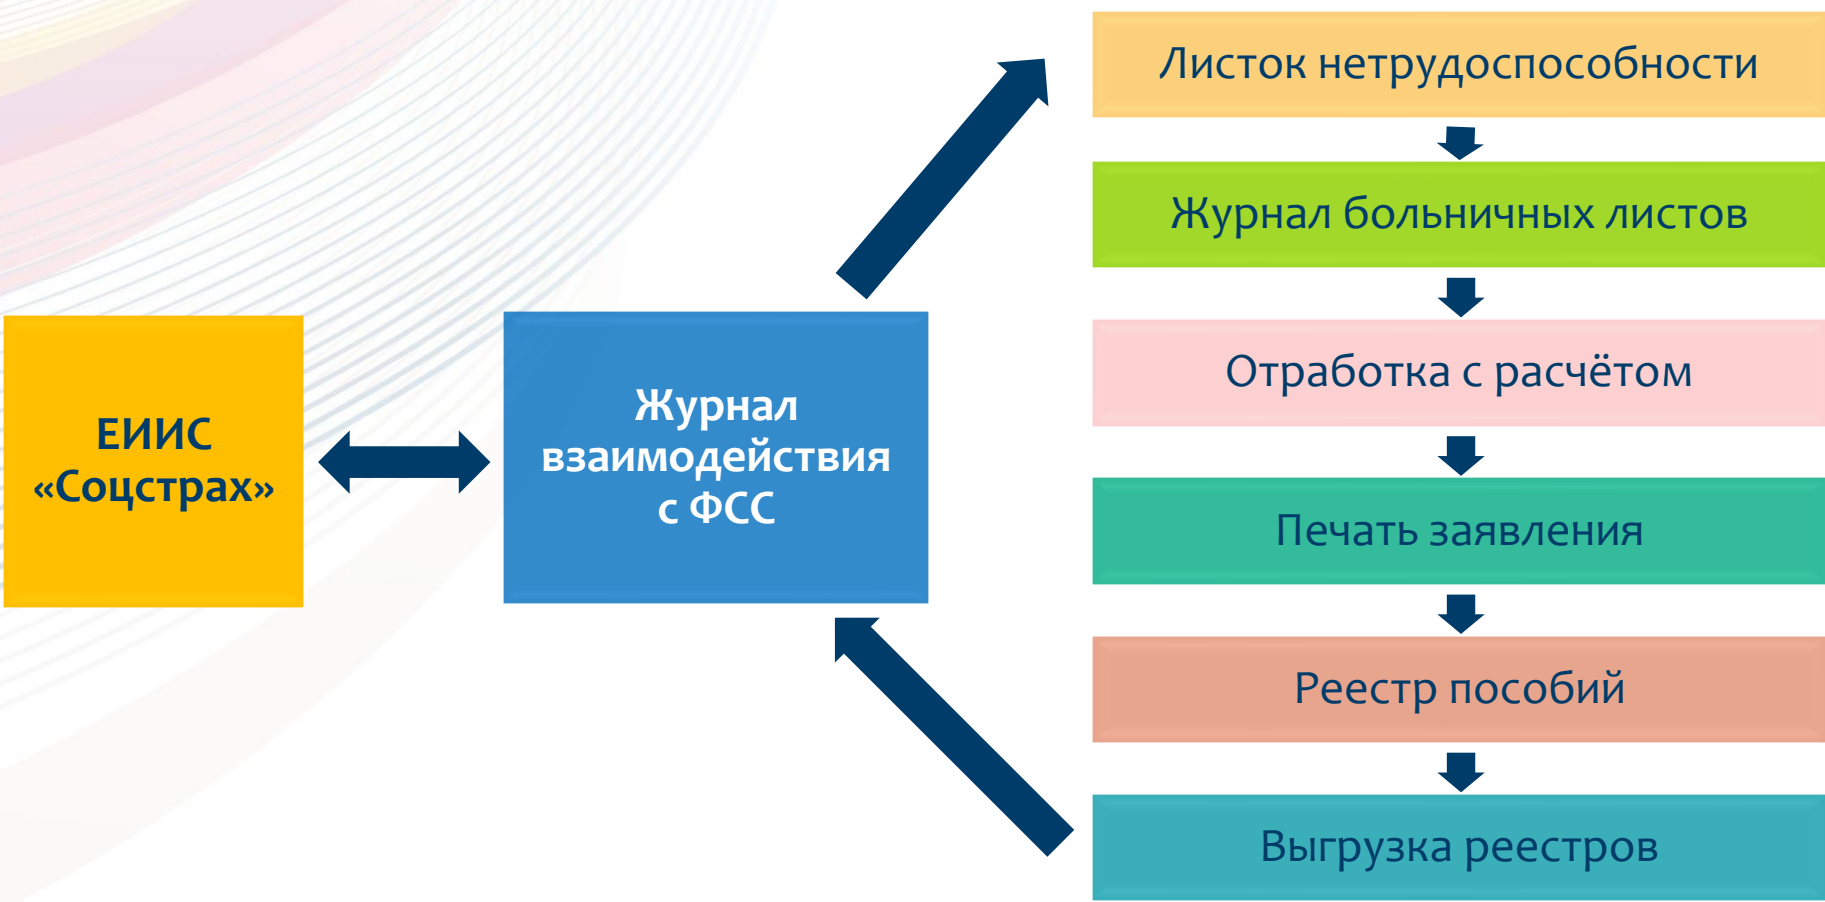 ЕИИС
«Соцстрах»
Журнал
взаимодействия
с ФСС
Листок нетрудоспособности
Журнал больничных листов
Отработка с расчётом
Печать заявления
Реестр пособий
Выгрузка реестров